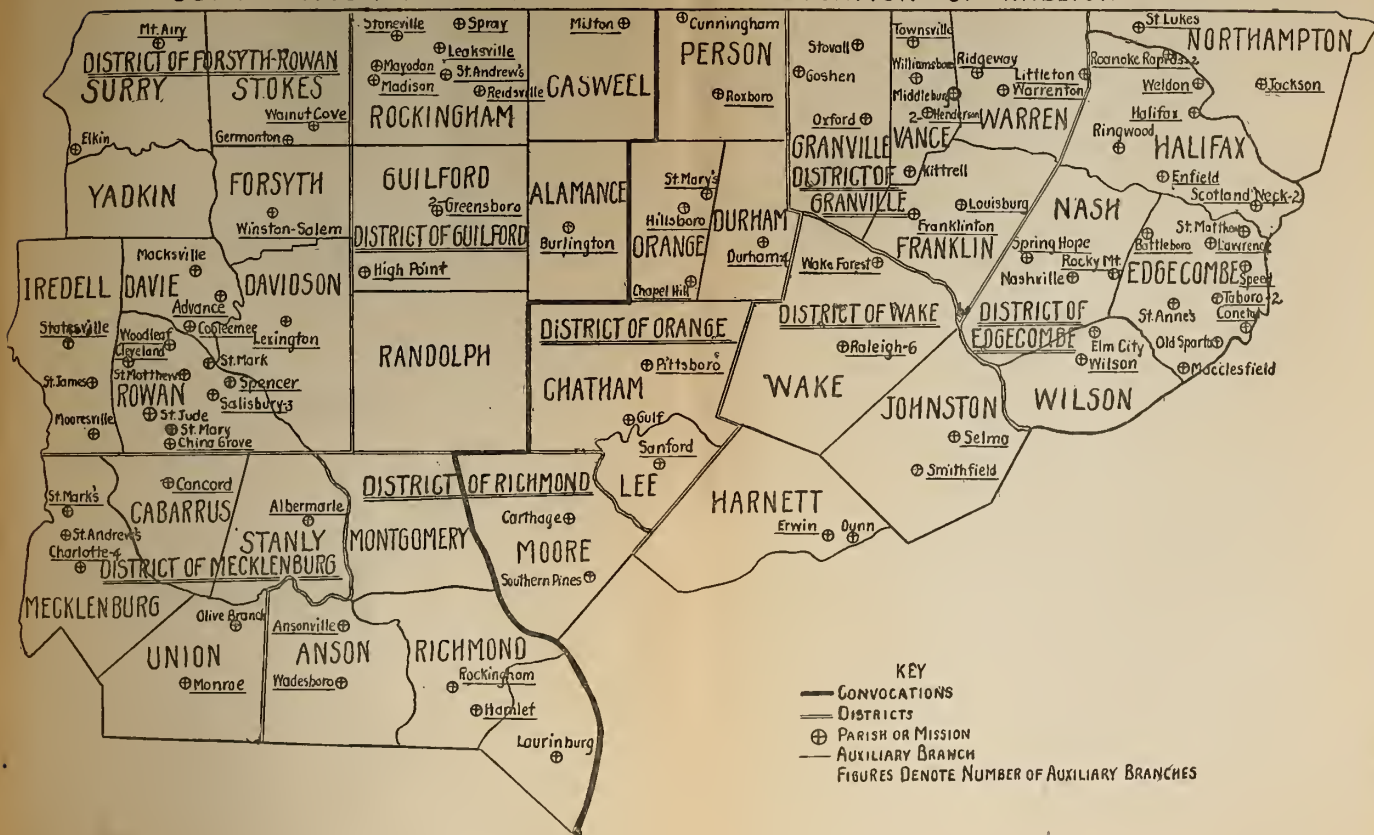 Mt. Airy
DISTRICT OF FORSYTH-ROWAN
SURRY
Elkin
STOKES
Walnut Cove
Germonton
Stoneville
Spray
Leaksville
Mayodan
St. Andrew's
Madison
Reidsville
ROCKINGHAM
Milton
CASWELL
Cunningham
PERSON
Roxboro
Stovall
Goshen
Oxford
GRANVILLE
DISTRICT OF
GRANVILLE
Townsville
Williamsboro
Middleburg
2-Henderson
VANCE
Kittrell
Ridgeway
Littleton
Warrenton
WARREN
St Lukes
NORTHAMPTON
Roanoke Rapids-2
Weldon
Jackson
Halifax
Ringwood
HALIFAX
Enfield
Scotland Neck-2
YADKIN
FORSYTH
Winston-Salem
GUILFORD
2 Greensboro
DISTRICT OF GUILFORD
High Point
ALAMANCE
Burlington
St. Mary's
Hillsboro
ORANGE
Chapel Hill
DURHAM
Durham-4
Louisburg
Franklinton
FRANKLIN
Wake Forest
NASH
Spring Hope
Rocky Mt.
Nashville
Battleboro
St. Matthew
Lawrence
EDGECOMBE
Speed
Tarboro-2
Conetoe
St. Anne's
Old Sparta
Macclesfield
IREDELL
Statesville
St. James
Mooresville
Mocksville
DAVIE
Advance
Cooleemee
Woodleaf
Cleveland
St. Matthews
ROWAN
St. Mark
Spencer
Salisbury-3
St. Jude
St. Mary
China Grove
DAVIDSON
Lexington
RANDOLPH
DISTRICT OF ORANGE
Pittsboro
CHATHAM
Gulf
Sanford
LEE
DISTRICT OF WAKE
Raleigh-6
WAKE
DISTRICT OF
EDGECOMBE
Elm City
Wilson
WILSON
JOHNSTON
Selma
Smithfield
St. Mark's
St. Andrew's
Charlotte-4
MECKLENBURG
Concord
CABARRUS
Albermarle
STANLY
DISTRICT OF MECKLENBURG
DISTRICT OF RICHMOND
MONTGOMERY
Carthage
MOORE
Southern Pines
HARNETT
Erwin
Dunn
Olive Branch
UNION
Monroe
Ansonville
ANSON
Wadesboro
RICHMOND
Rockingham
Hamlet
Laurinburg
KEY
CONVOCATIONS
DISTRICTS
PARISH OR MISSION
AUXILIARY BRANCH
FIGURES DENOTE NUMBER OF AUXILIARY BRANCHES